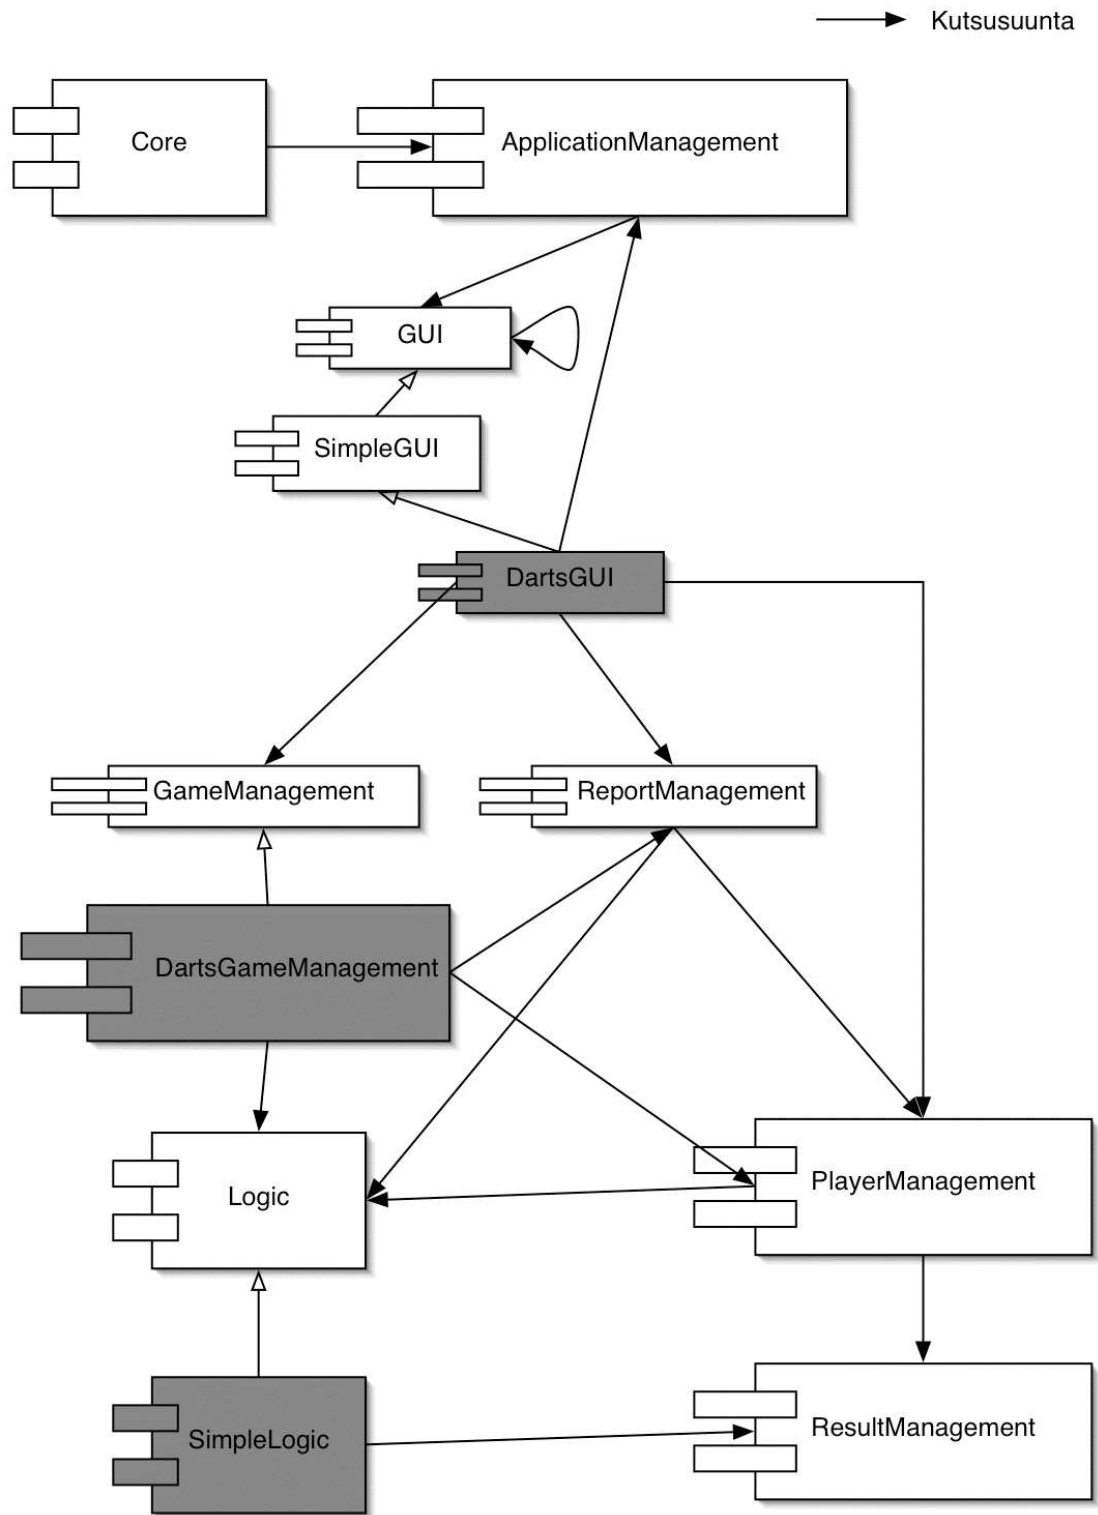 Kutsusuunta
Core
ApplicationManagement
GUI
SimpleGUI
DartsGUI
GameManagement
ReportManagement
DartsGameManagement
Logic
PlayerManagement
SimpleLogic
ResultManagement